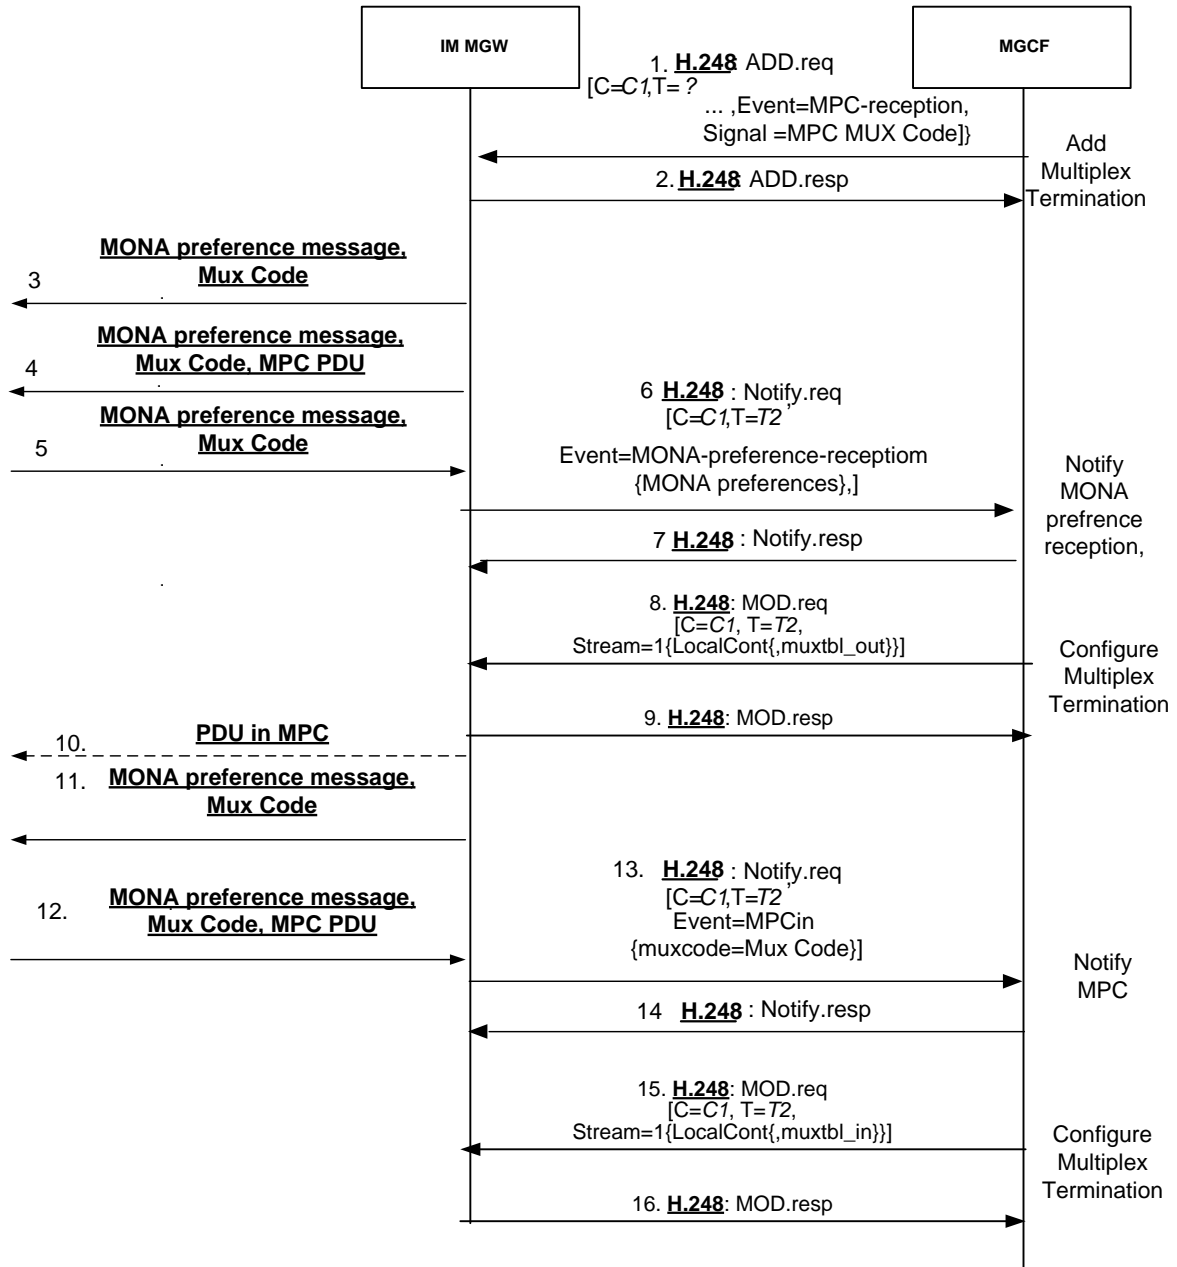 IM MGW
MGCF
1. H.248: ADD.req
[C=C1,T= ?
... ,Event=MPC-reception,
Signal =MPC MUX Code]}
Add
Multiplex
Termination
2. H.248: ADD.resp
MONA preference message,
Mux Code
3
MONA preference message,
Mux Code, MPC PDU
4
MONA preference message,
Mux Code
5
6 H.248 : Notify.req
[C=C1,T=T2,
Event=MONA-preference-receptiom
{MONA preferences},]
Notify
MONA
prefrence
reception,
7 H.248 : Notify.resp
8. H.248: MOD.req
[C=C1, T=T2,
Stream=1{LocalCont{,muxtbl_out}}]
Configure
Multiplex
Termination
9. H.248: MOD.resp
10. PDU in MPC
11. MONA preference message,
Mux Code
12. MONA preference message,
Mux Code, MPC PDU
13. H.248 : Notify.req
[C=C1,T=T2,
Event=MPCin
{muxcode=Mux Code}]
Notify
MPC
14 H.248 : Notify.resp
15. H.248: MOD.req
[C=C1, T=T2,
Stream=1{LocalCont{,muxtbl_in}}]
Configure
Multiplex
Termination
16. H.248: MOD.resp